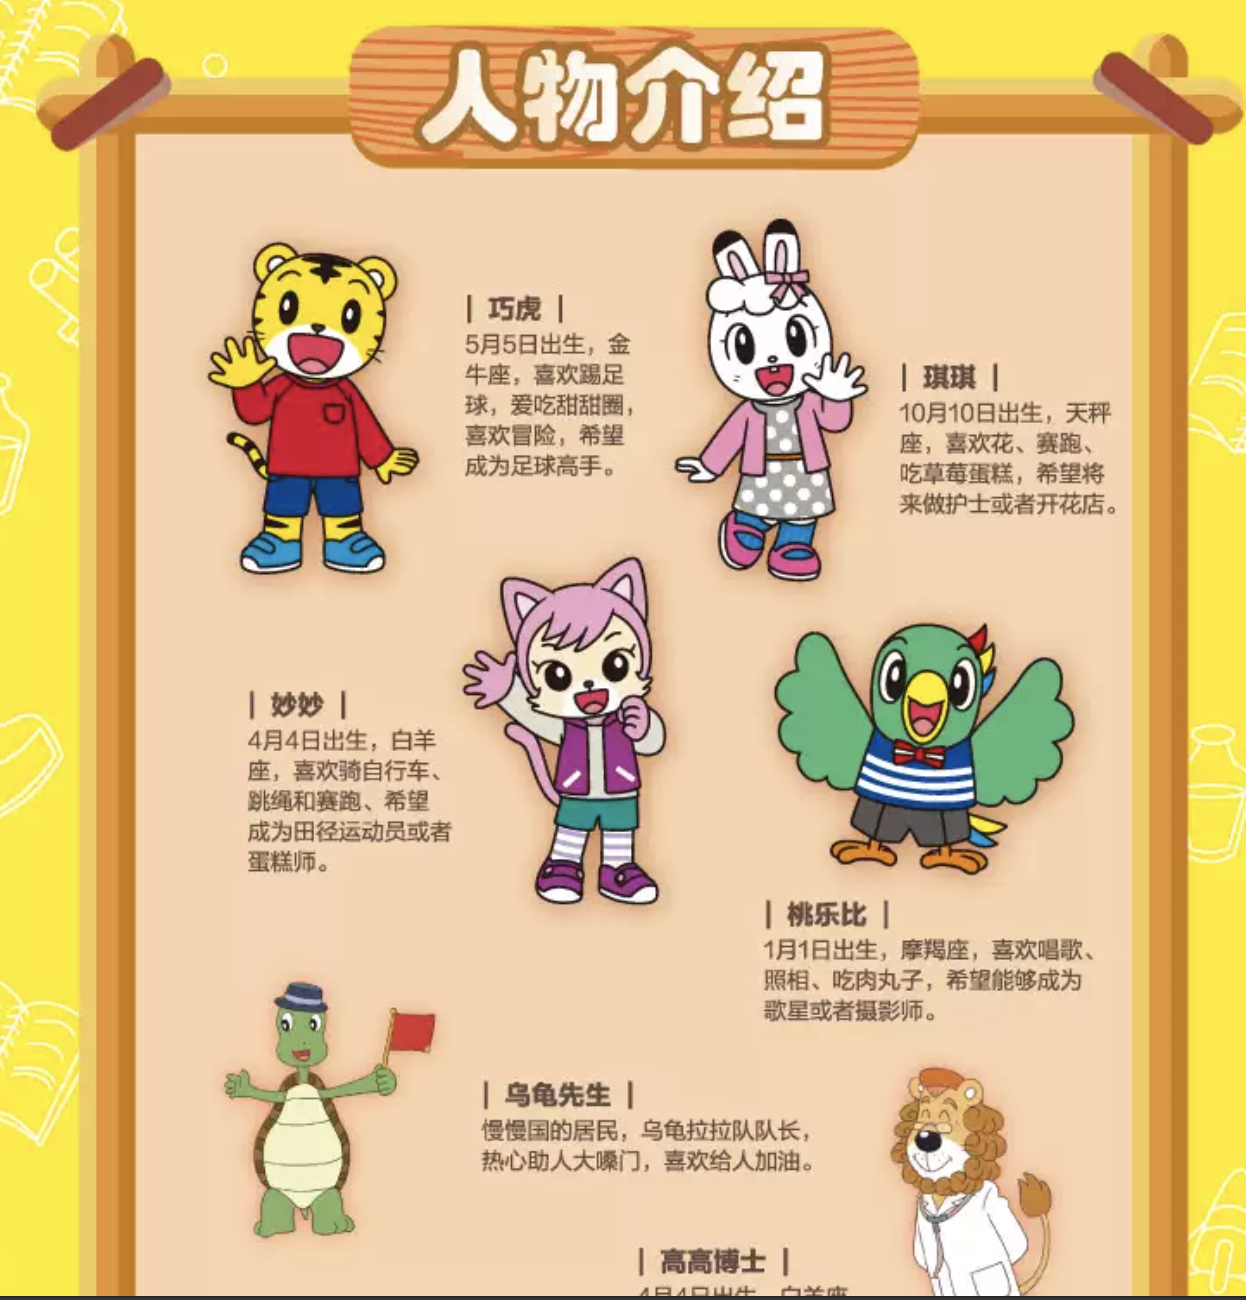 人物介绍
| 巧虎 |
5月5日出生，金
牛座，喜欢踢足
球，爱吃甜甜圈，
喜欢冒险，希望
成为足球高手。
| 琪琪 |
10月10日出生，天秤
座，喜欢花、赛跑、
吃草莓蛋糕，希望将
来做护士或者开花店。
| 妙妙 |
4月4日出生，白羊
座，喜欢骑自行车、
跳绳和赛跑、希望
成为田径运动员或者
蛋糕师。
| 桃乐比 |
1月1日出生，摩羯座，喜欢唱歌、
照相、吃肉丸子，希望能够成为
歌星或者摄影师。
| 乌龟先生 |
慢慢国的居民，乌龟拉拉队队长，
热心助人大嗓门，喜欢给人加油。
| 高高博士 |
4月4日出生，白羊座